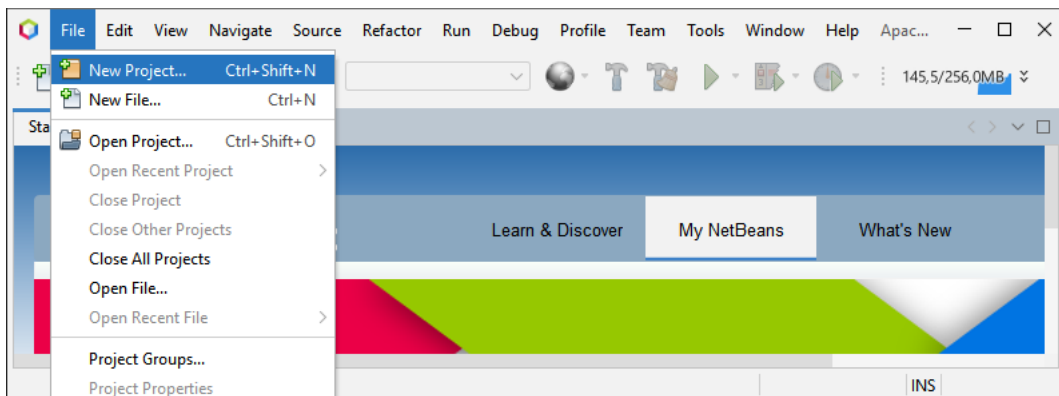 File Edit View Navigate Source Refactor Run Debug Profile Team Tools Window Help Apac...
New Project... Ctrl+Shift+N
145,5/256,0MB
New File... Ctrl+N
Sta
Open Project... Ctrl+Shift+O
Open Recent Project
Close Project
Close Other Projects
Learn & Discover My NetBeans What's New
Close All Projects
Open File...
Open Recent File
Project Groups...
Project Properties
INS